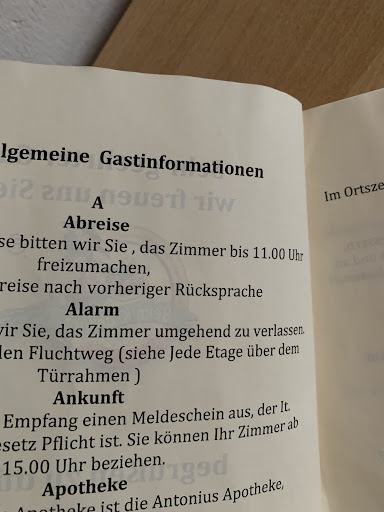 lgemeine Gastinformationen
A
Abreise
se bitten wir Sie , das Zimmer bis 11.00 Uhr
freizumachen,
reise nach vorheriger Rücksprache
Alarm
wir Sie, das Zimmer umgehend zu verlassen.
den Fluchtweg (siehe Jede Etage über dem
Türrahmen )
Ankunft
Empfang einen Meldeschein aus, der lt.
esetz Pflicht ist. Sie können Ihr Zimmer ab
15.00 Uhr beziehen.
Apotheke
Apotheke ist die Antonius Apotheke,
Im Ortsze